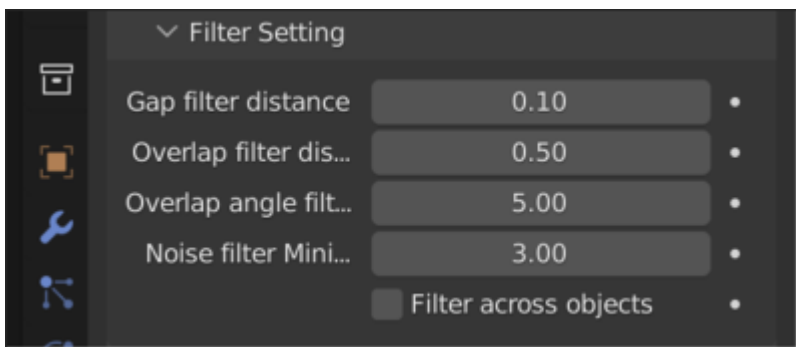 Filter Setting
Gap filter distance 0.10
Overlap filter dis... 0.50
Overlap angle filt... 5.00
Noise filter Mini... 3.00
Filter across objects